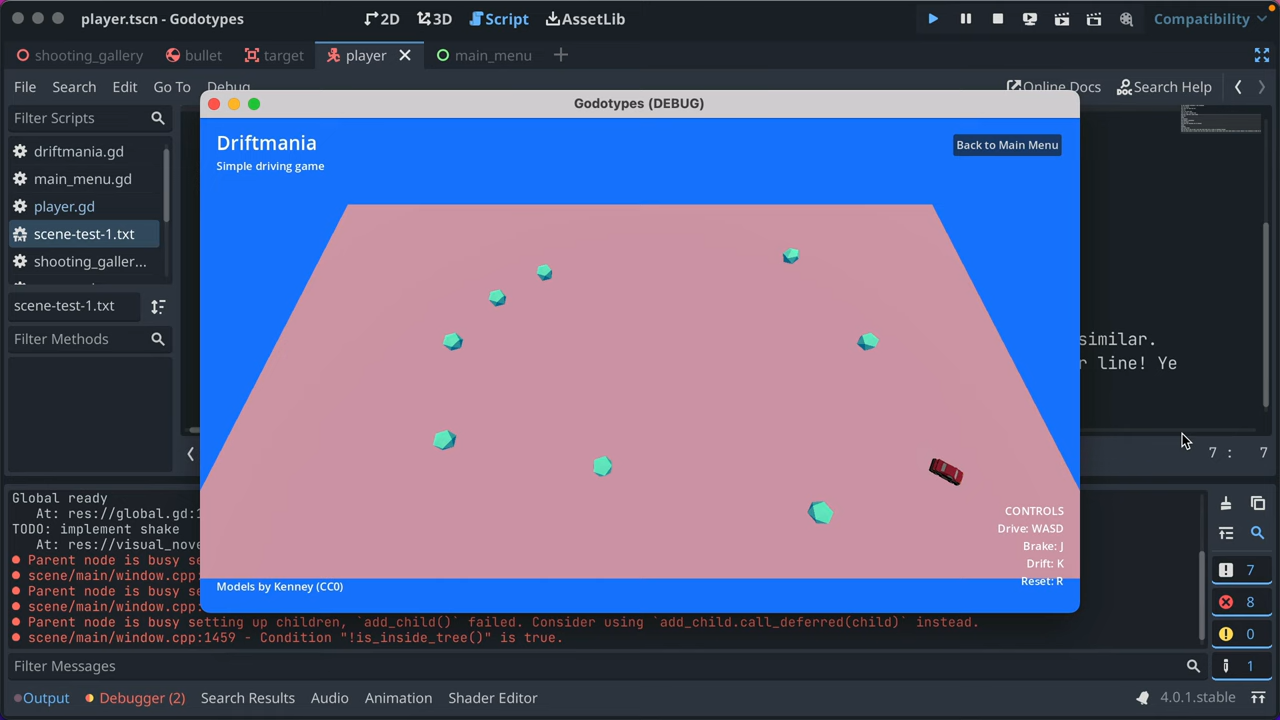 player.tscn - Godotypes
2D
3D
Script
AssetLib
Compatibility
shooting_gallery
bullet
target
player
main_menu
File
Search
Edit
Go To
Debug
Online Docs
Search Help
Filter Scripts
driftmania.gd
main_menu.gd
player.gd
scene-test-1.txt
shooting_galler...
scene-test-1.txt
Filter Methods
Godotypes (DEBUG)
Driftmania
Simple driving game
Back to Main Menu
CONTROLS
Drive: WASD
Brake: J
Drift: K
Reset: R
Models by Kenney (CC0)
similar.
r line! Ye
7 : 7
Global ready
At: res://global.gd:1
TODO: implement shake
At: res://visual_nove
Parent node is busy se
scene/main/window.cpp:
Parent node is busy se
scene/main/window.cpp:
Parent node is busy setting up children, `add_child()` failed. Consider using `add_child.call_deferred(child)` instead.
scene/main/window.cpp:1459 - Condition "!is_inside_tree()" is true.
7
8
0
1
Filter Messages
Output
Debugger (2)
Search Results
Audio
Animation
Shader Editor
4.0.1.stable